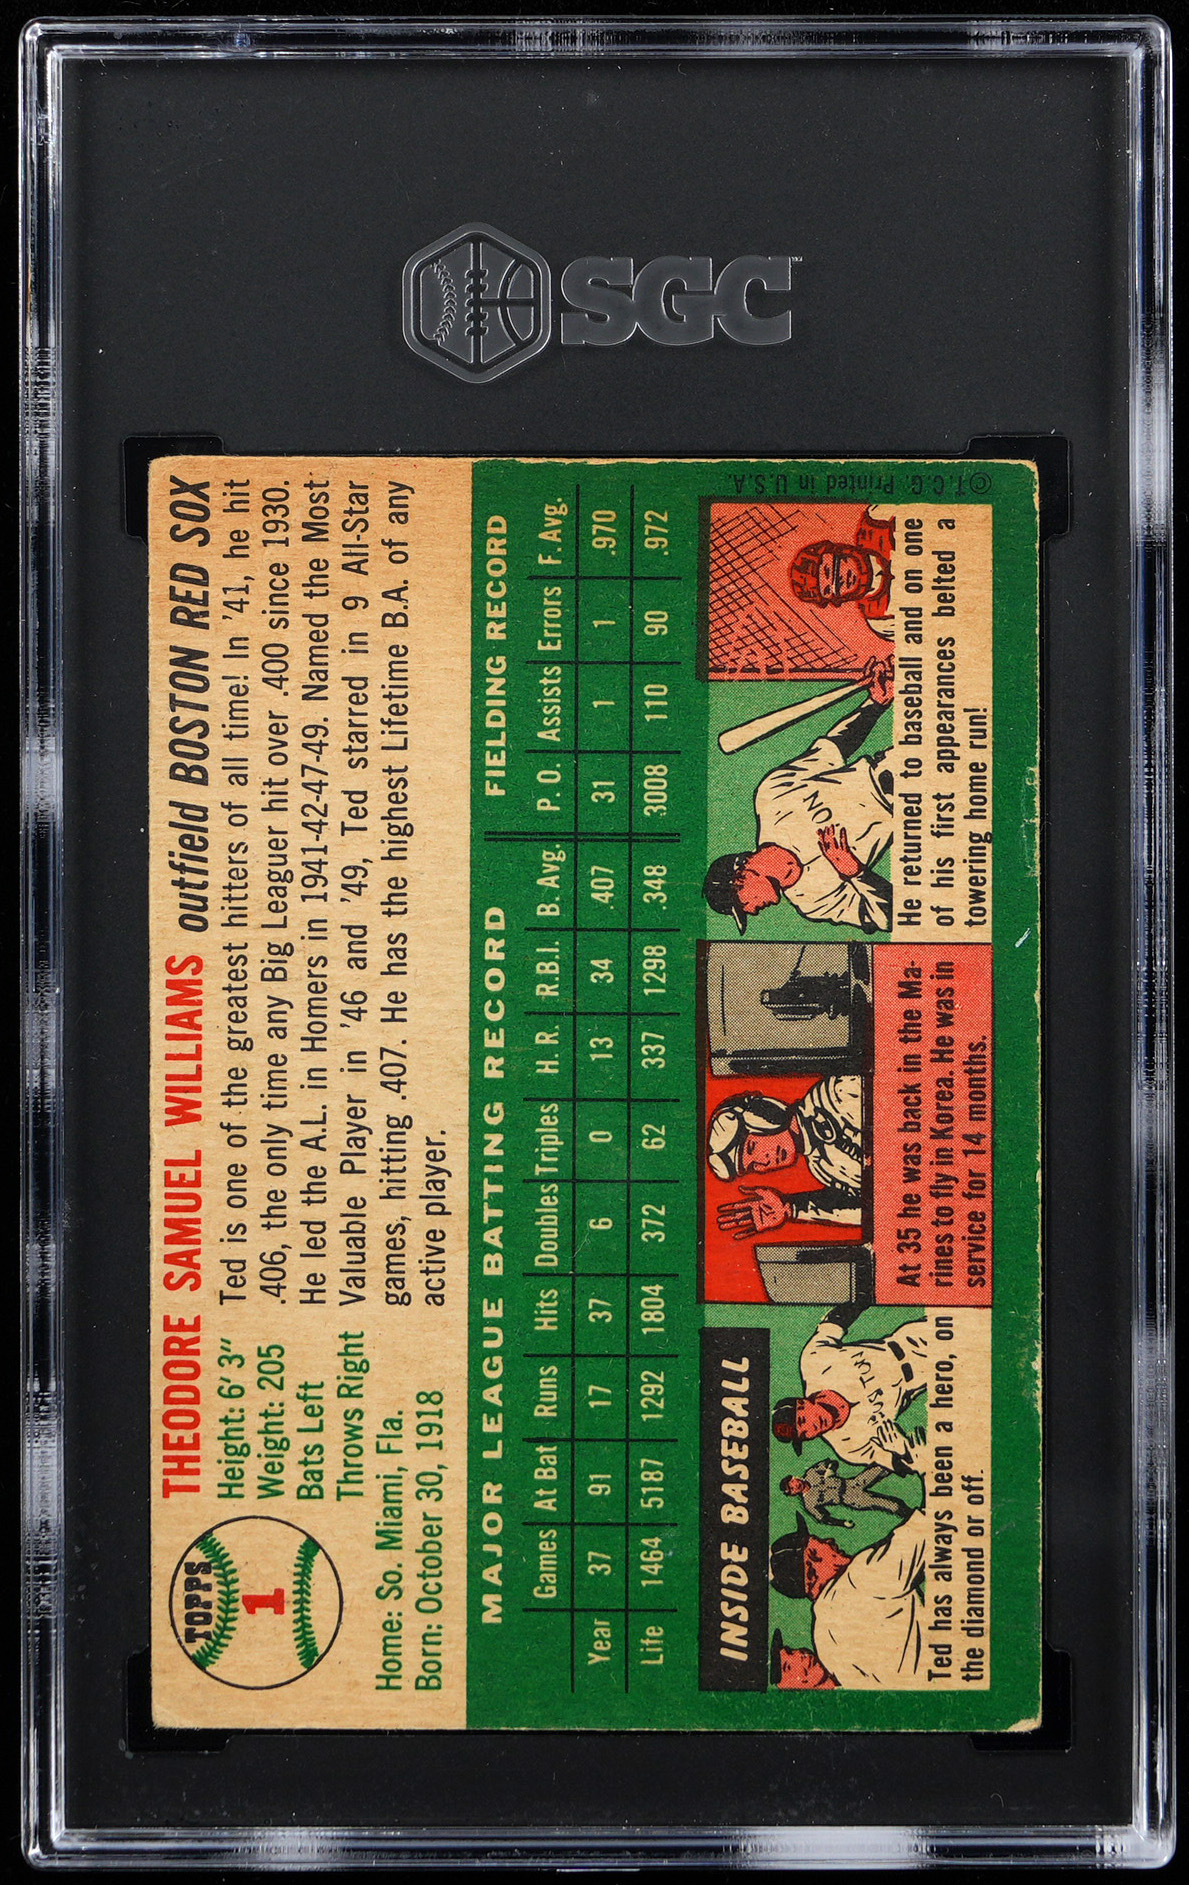 SGC
TOPPS
1
THEODORE SAMUEL WILLIAMS outfield BOSTON RED SOX
Height: 6' 3"
Weight: 205
Bats Left
Throws Right
Home: So. Miami, Fla.
Born: October 30, 1918
Ted is one of the greatest hitters of all time! In '41, he hit
.406, the only time any Big Leaguer hit over .400 since 1930.
He led the A.L. in Homers in 1941-42-47-49. Named the Most
Valuable Player in '46 and '49, Ted starred in 9 All-Star
games, hitting .407. He has the highest Lifetime B.A. of any
active player.
MAJOR LEAGUE BATTING RECORD FIELDING RECORD
Games At Bat Runs Hits Doubles Triples H. R. R.B.I. B. Avg. P. O. Assists Errors F. Avg.
Year 37 91 17 37 6 0 13 34 .407 31 1 1 .970
Life 1464 5187 1292 1804 372 62 337 1298 .348 3008 110 90 .972
INSIDE BASEBALL
BOSTON
Ted has always been a hero, on
the diamond or off.
At 35 he was back in the Ma-
rines to fly in Korea. He was in
service for 14 months.
ON
He returned to baseball and on one
of his first appearances belted a
towering home run!
© T.C.G. Printed in U.S.A.